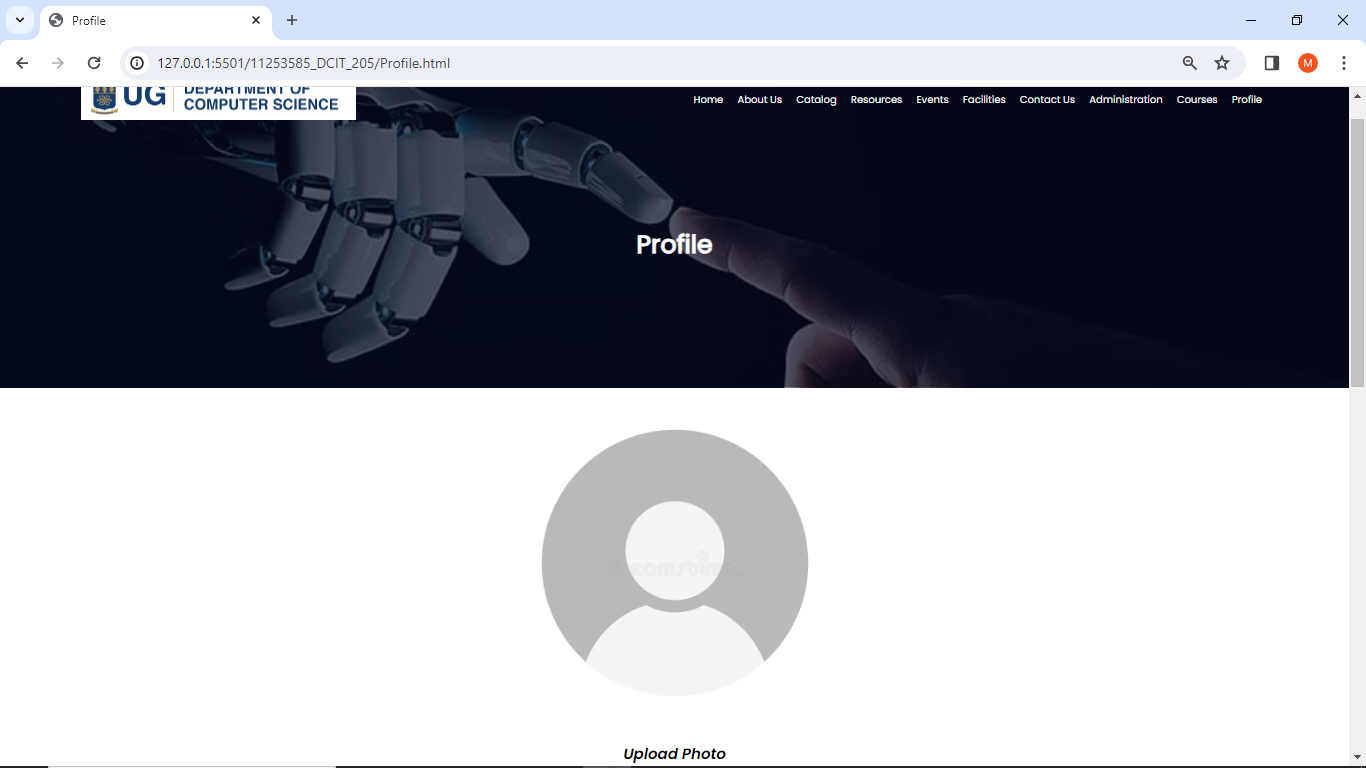 Profile
127.0.0.1:5501/11253585_DCIT_205/Profile.html
M
UG
DEPARTMENT OF
COMPUTER SCIENCE
Home About Us Catalog Resources Events Facilities Contact Us Administration Courses Profile
Profile
Upload Photo